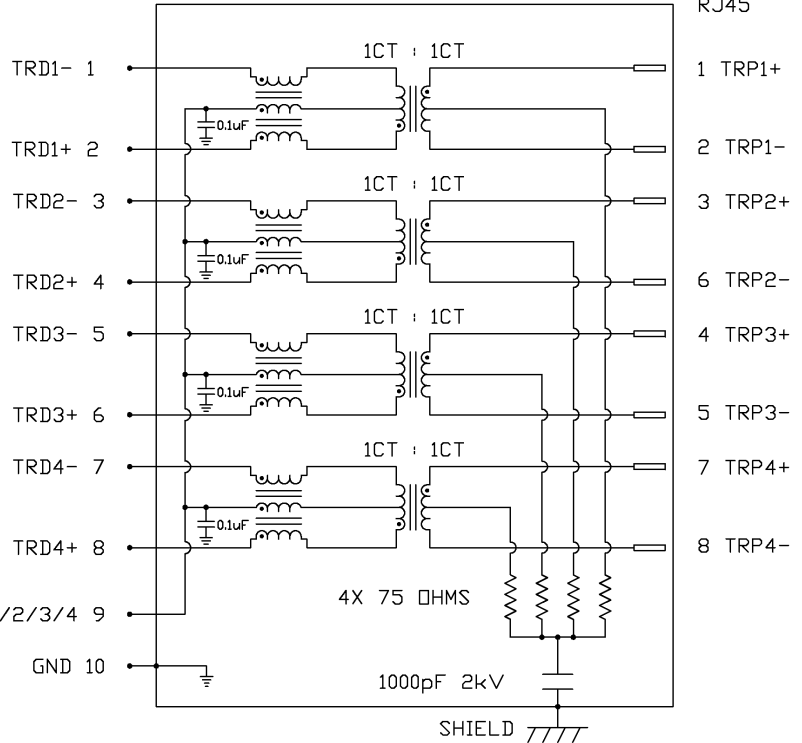 RJ45
1CT : 1CT
TRD1- 1
1 TRP1+
0.1uF
TRD1+ 2
2 TRP1-
1CT : 1CT
TRD2- 3
3 TRP2+
0.1uF
TRD2+ 4
6 TRP2-
1CT : 1CT
TRD3- 5
4 TRP3+
0.1uF
TRD3+ 6
5 TRP3-
1CT : 1CT
TRD4- 7
7 TRP4+
0.1uF
TRD4+ 8
8 TRP4-
4X 75 OHMS
/2/3/4 9
GND 10
1000pF 2kV
SHIELD